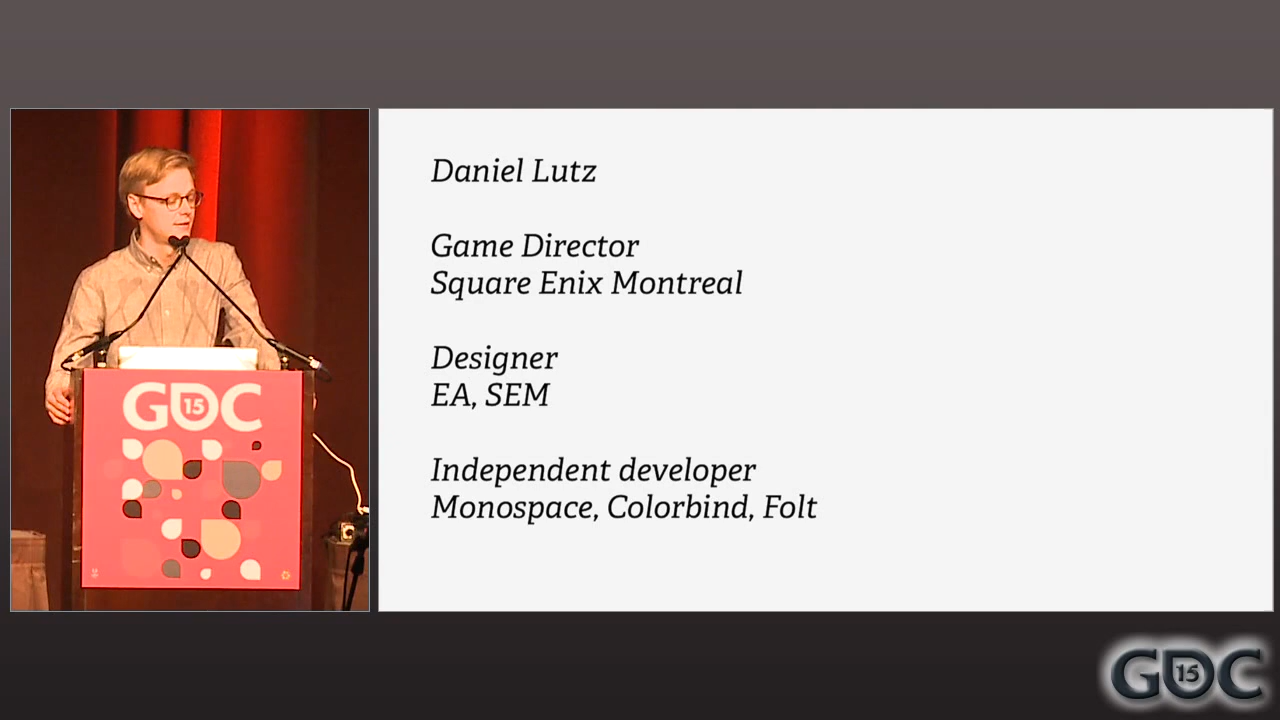 Daniel Lutz
Game Director
Square Enix Montreal
Designer
EA, SEM
Independent developer
Monospace, Colorbind, Folt
GDC
15
GDC
15